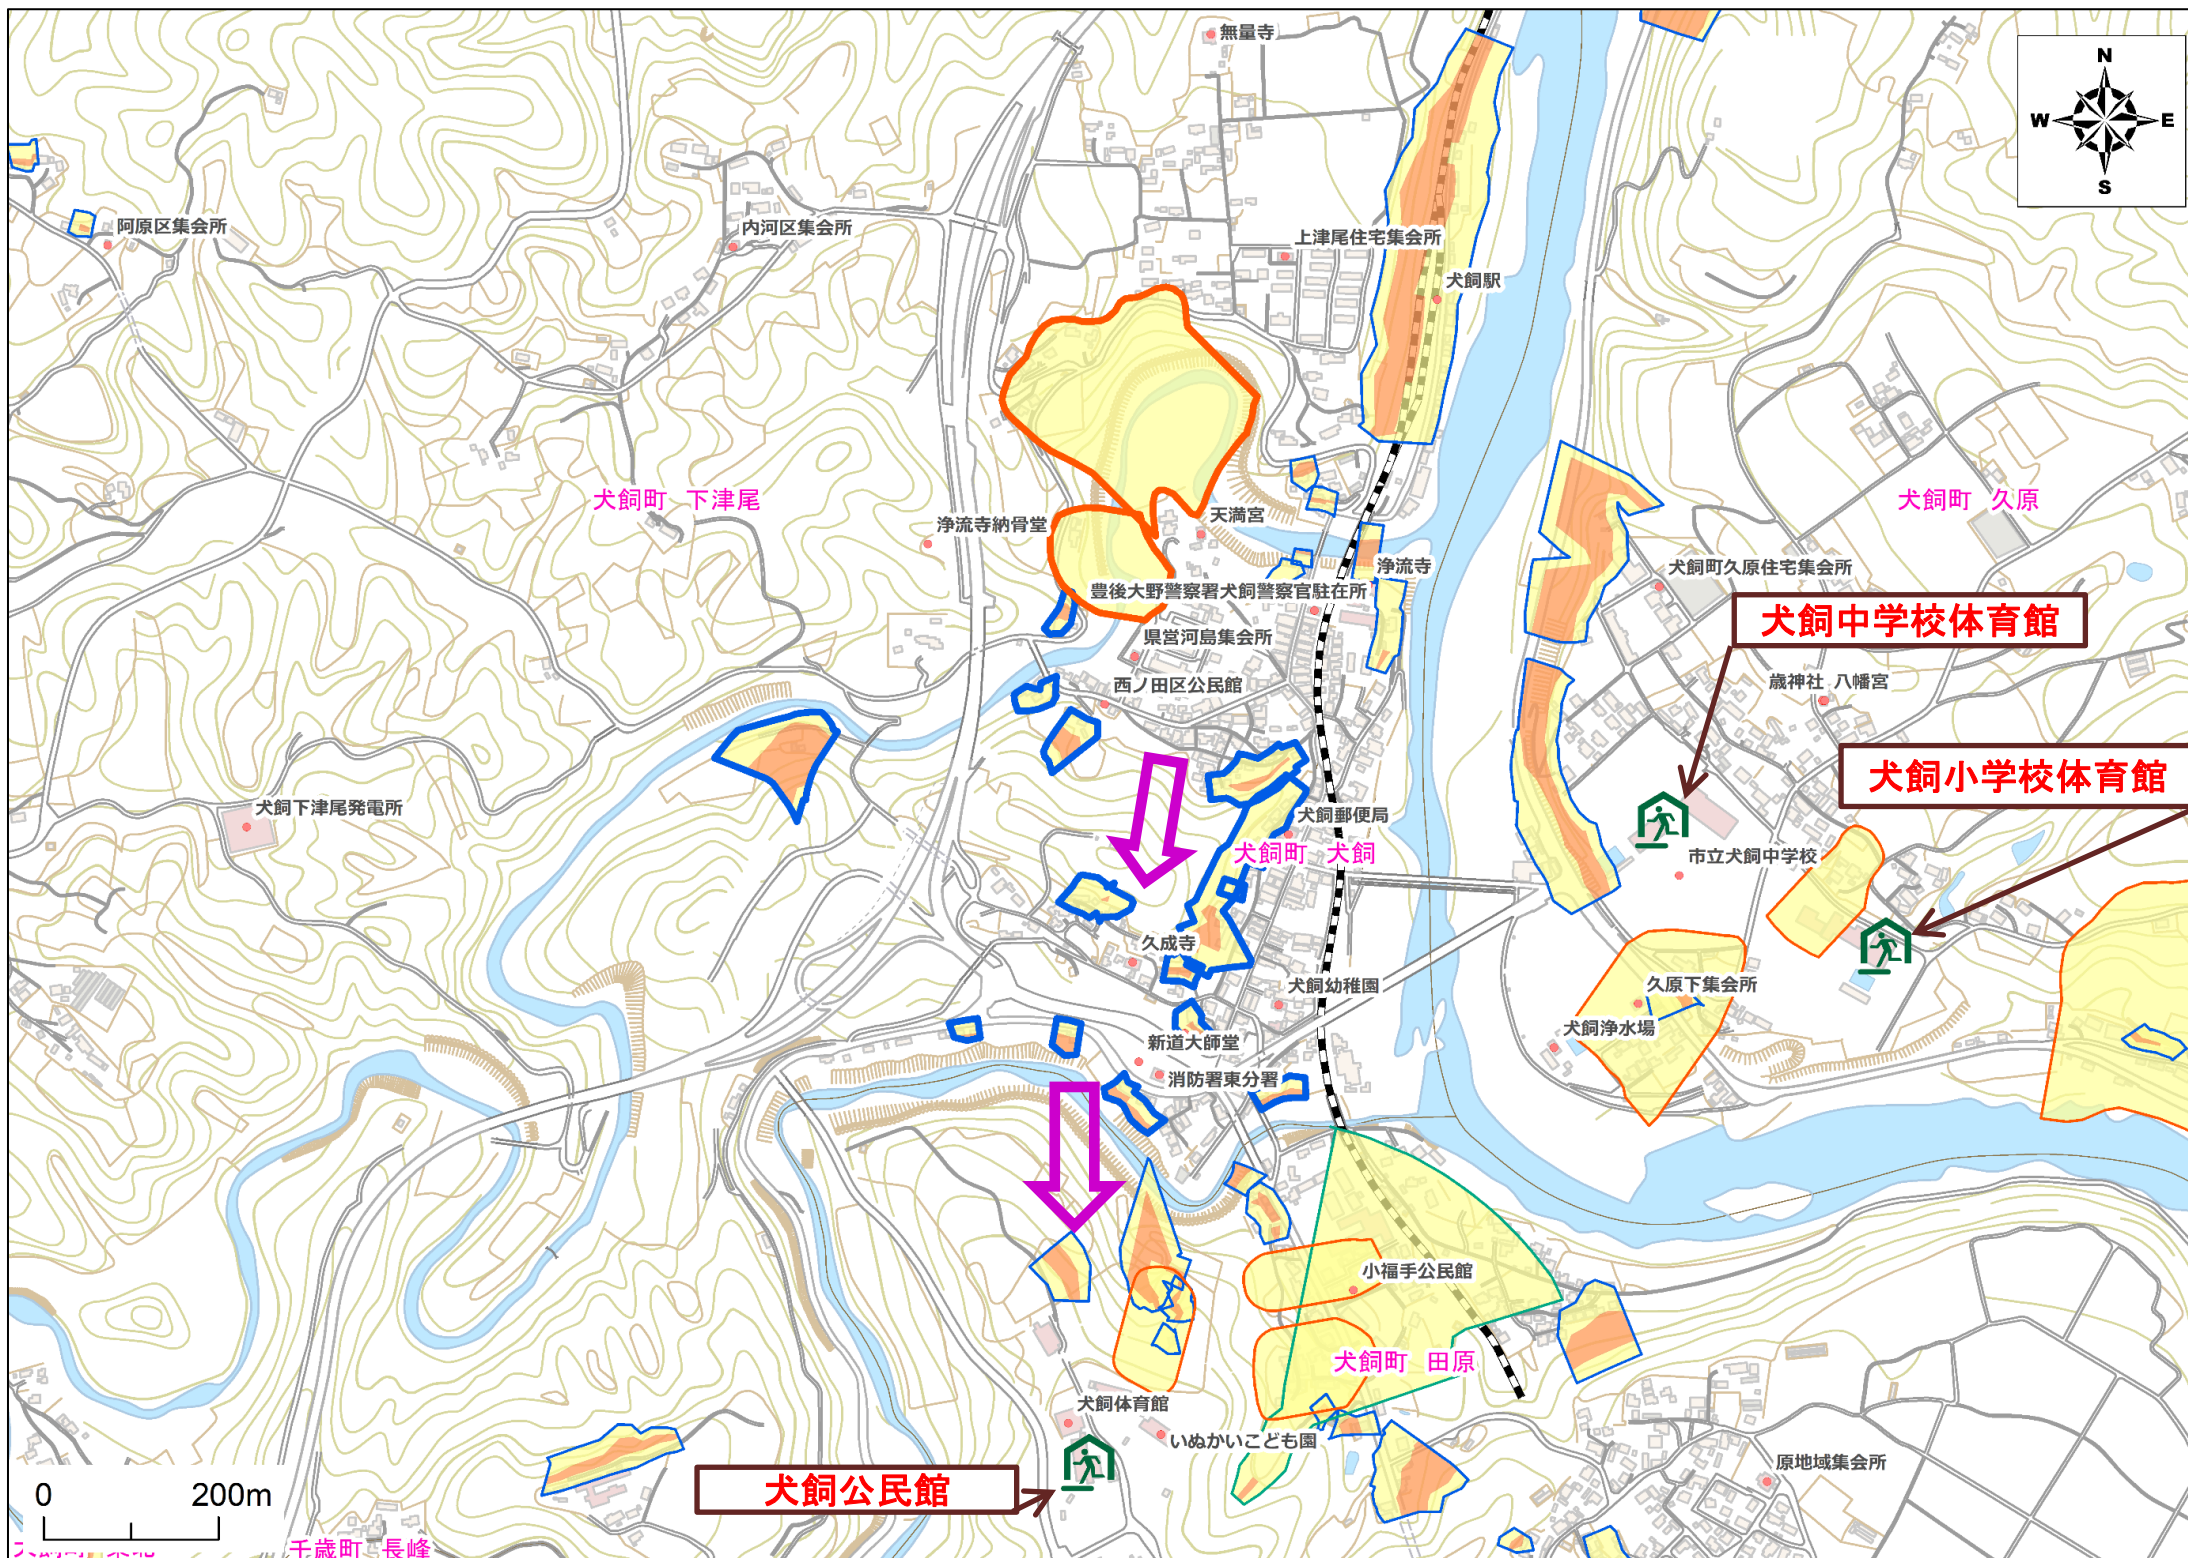 無量寺
N
W
E
S
阿原区集会所
内河区集会所
上津尾住宅集会所
犬飼駅
犬飼町 下津尾
犬飼町 久原
浄流寺納骨堂
天満宮
浄流寺
犬飼町久原住宅集会所
豊後大野警察署犬飼警察官駐在所
犬飼中学校体育館
県営河島集会所
西ノ田区公民館
歳神社 八幡宮
犬飼小学校体育館
犬飼下津尾発電所
犬飼郵便局
犬飼町 犬飼
市立犬飼中学校
久成寺
犬飼幼稚園
久原下集会所
犬飼浄水場
新道大師堂
消防署東分署
小福手公民館
犬飼町 田原
犬飼体育館
いぬかいこども園
原地域集会所
犬飼公民館
0
200m
千歳町 長峰